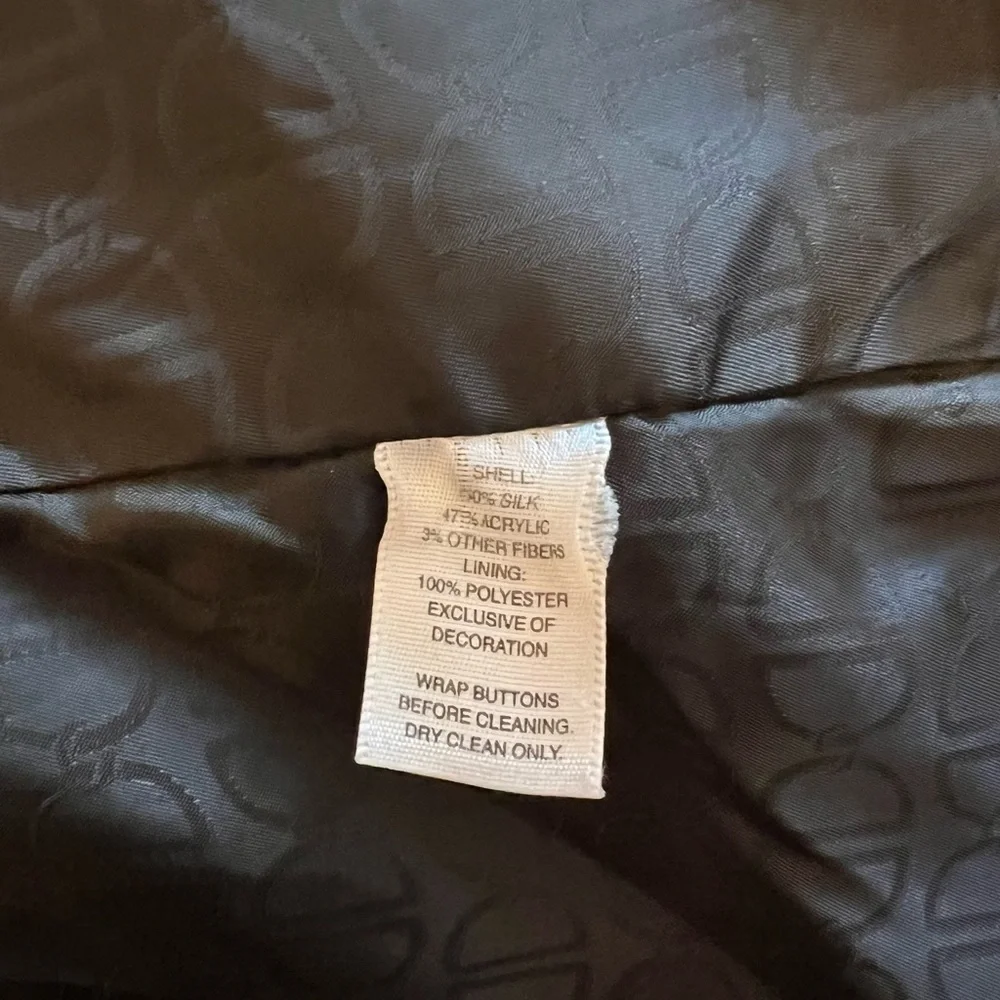 SHELL:
50% SILK
47% ACRYLIC
3% OTHER FIBERS
LINING:
100% POLYESTER
EXCLUSIVE OF
DECORATION
WRAP BUTTONS
BEFORE CLEANING.
DRY CLEAN ONLY.